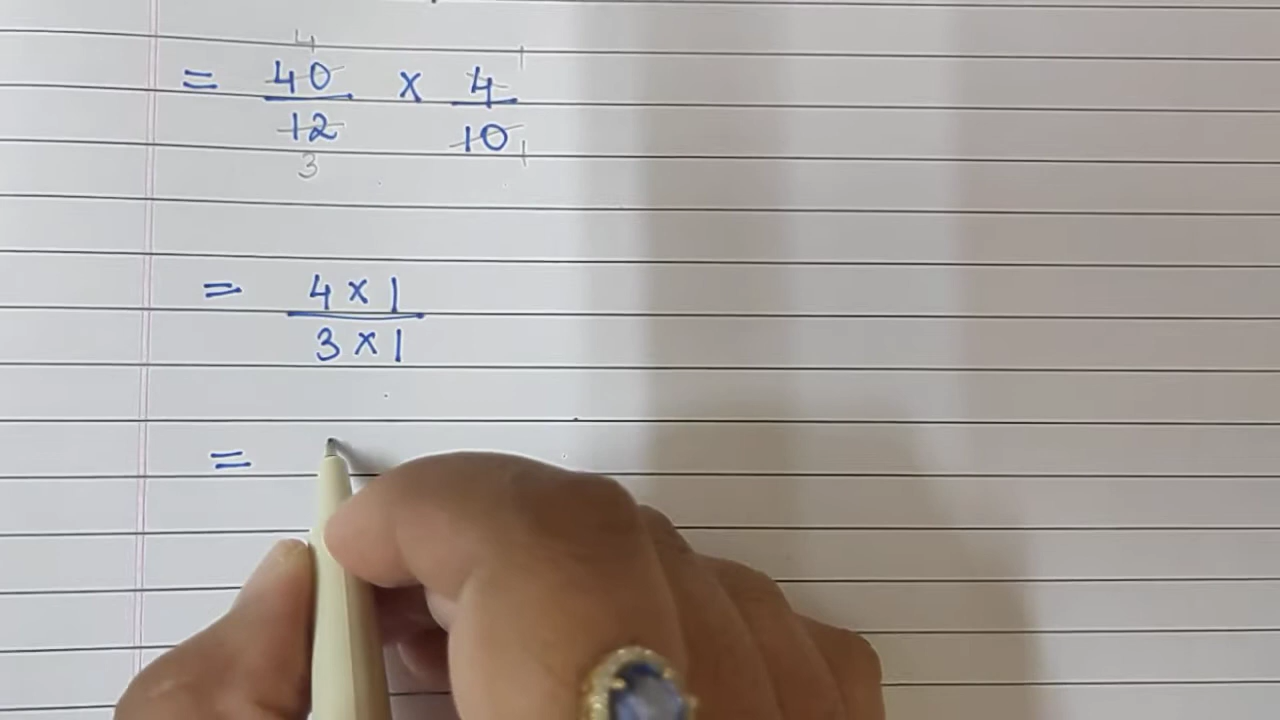 4 1
= 40/12 × 4/10
3 1
= 4 × 1 / 3 × 1
=